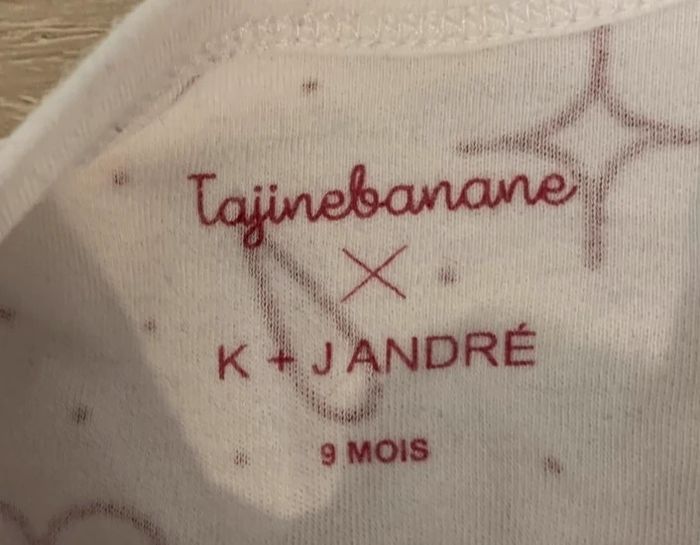 Tajinebanane
X
K + J ANDRÉ
9 MOIS